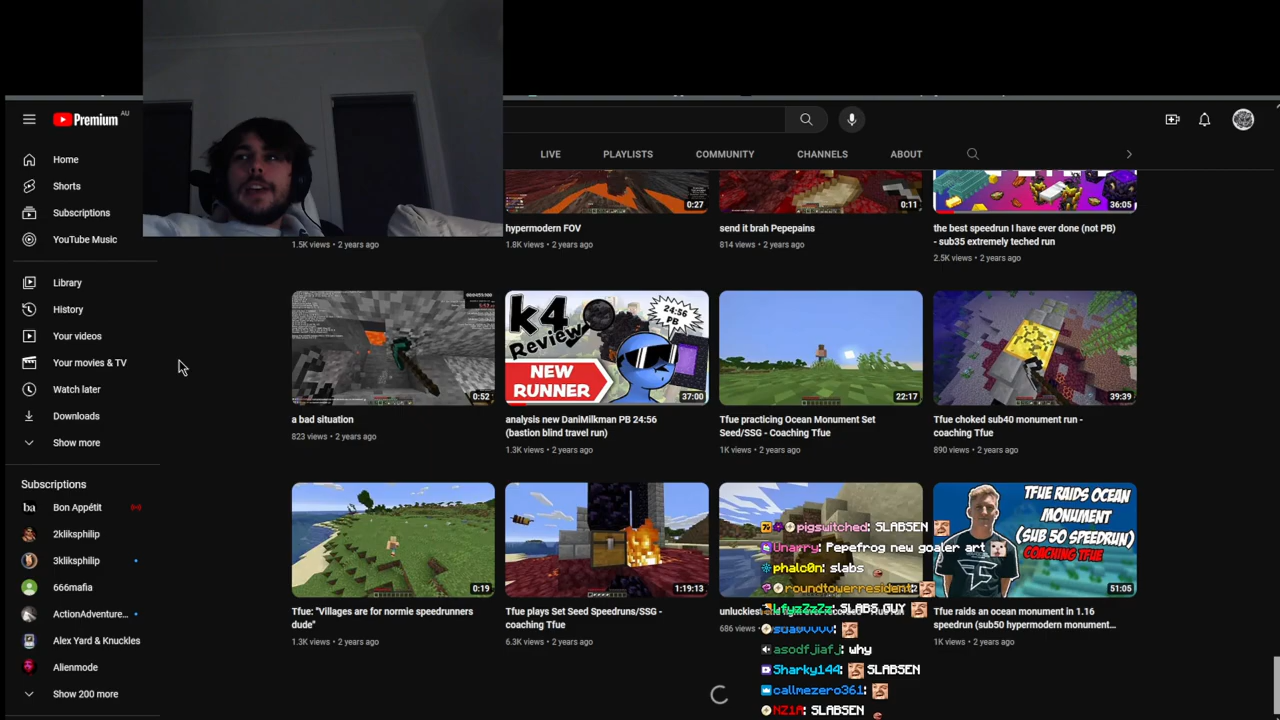 Premium AU
LIVE PLAYLISTS COMMUNITY CHANNELS ABOUT
Home
Shorts
Subscriptions
YouTube Music
Library
History
Your videos
Your movies & TV
Watch later
Downloads
Show more
Subscriptions
ba Bon Appétit
2kliksphilip
3kliksphilip
666mafia
ActionAdventure...
Alex Yard & Knuckles
Alienmode
Show 200 more
0:27
0:11
36:05
1.5K views • 2 years ago
hypermodern FOV
1.8K views • 2 years ago
send it brah Pepepains
814 views • 2 years ago
the best speedrun I have ever done (not PB)
- sub35 extremely teched run
2.5K views • 2 years ago
0:52
a bad situation
823 views • 2 years ago
k4
Review
24:56
PB
NEW
RUNNER
37:00
analysis new DaniMilkman PB 24:56
(bastion blind travel run)
1.3K views • 2 years ago
22:17
Tfue practicing Ocean Monument Set
Seed/SSG - Coaching Tfue
1K views • 2 years ago
39:39
Tfue choked sub40 monument run -
coaching Tfue
890 views • 2 years ago
0:19
Tfue: "Villages are for normie speedrunners
dude"
1.3K views • 2 years ago
1:19:13
Tfue plays Set Seed Speedruns/SSG -
coaching Tfue
6.3K views • 2 years ago
686 views
TFUE RAIDS OCEAN
MONUMENT
(SUB 50 SPEEDRUN)
COACHING TFUE
51:05
Tfue raids an ocean monument in 1.16
speedrun (sub50 hypermodern monument...
1K views • 2 years ago
pigswitched: SLABSEN
Unarry: Pepefrog new goaler art
phalc0n: slabs
roundtowerresident:
LfyzZzZz: SLABS GUY
asodfjiafj: why
Sharky144: SLABSEN
callmezero361:
NZ1A: SLABSEN